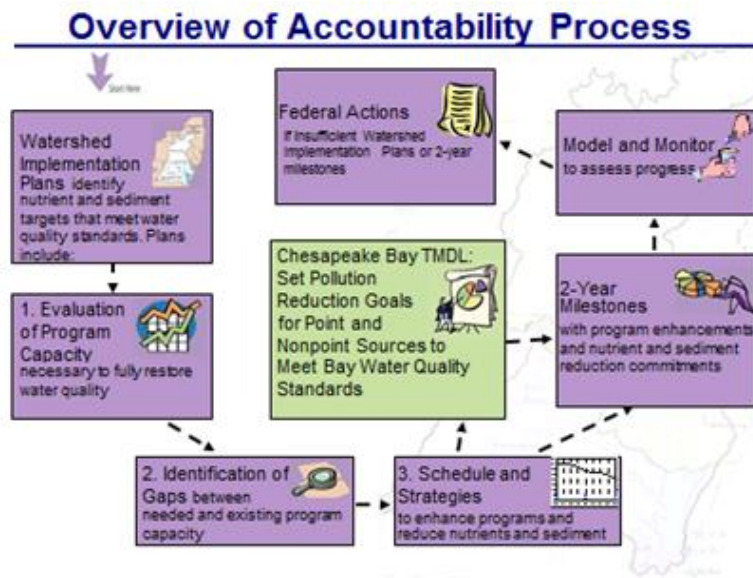 Overview of Accountability Process
Start Here
Watershed
Implementation
Plans identify
nutrient and sediment
targets that meet water
quality standards. Plans
include:
1. Evaluation
of Program
Capacity
necessary to fully restore
water quality
2. Identification of
Gaps between
needed and existing program
capacity
3. Schedule and
Strategies
to enhance programs and
reduce nutrients and sediment
Chesapeake Bay TMDL:
Set Pollution
Reduction Goals
for Point and
Nonpoint Sources to
Meet Bay Water Quality
Standards
2-Year
Milestones
with program enhancements
and nutrient and sediment
reduction commitments
Model and Monitor
to assess progress
Federal Actions
If Insufficient Watershed
Implementation Plans or 2-year
milestones